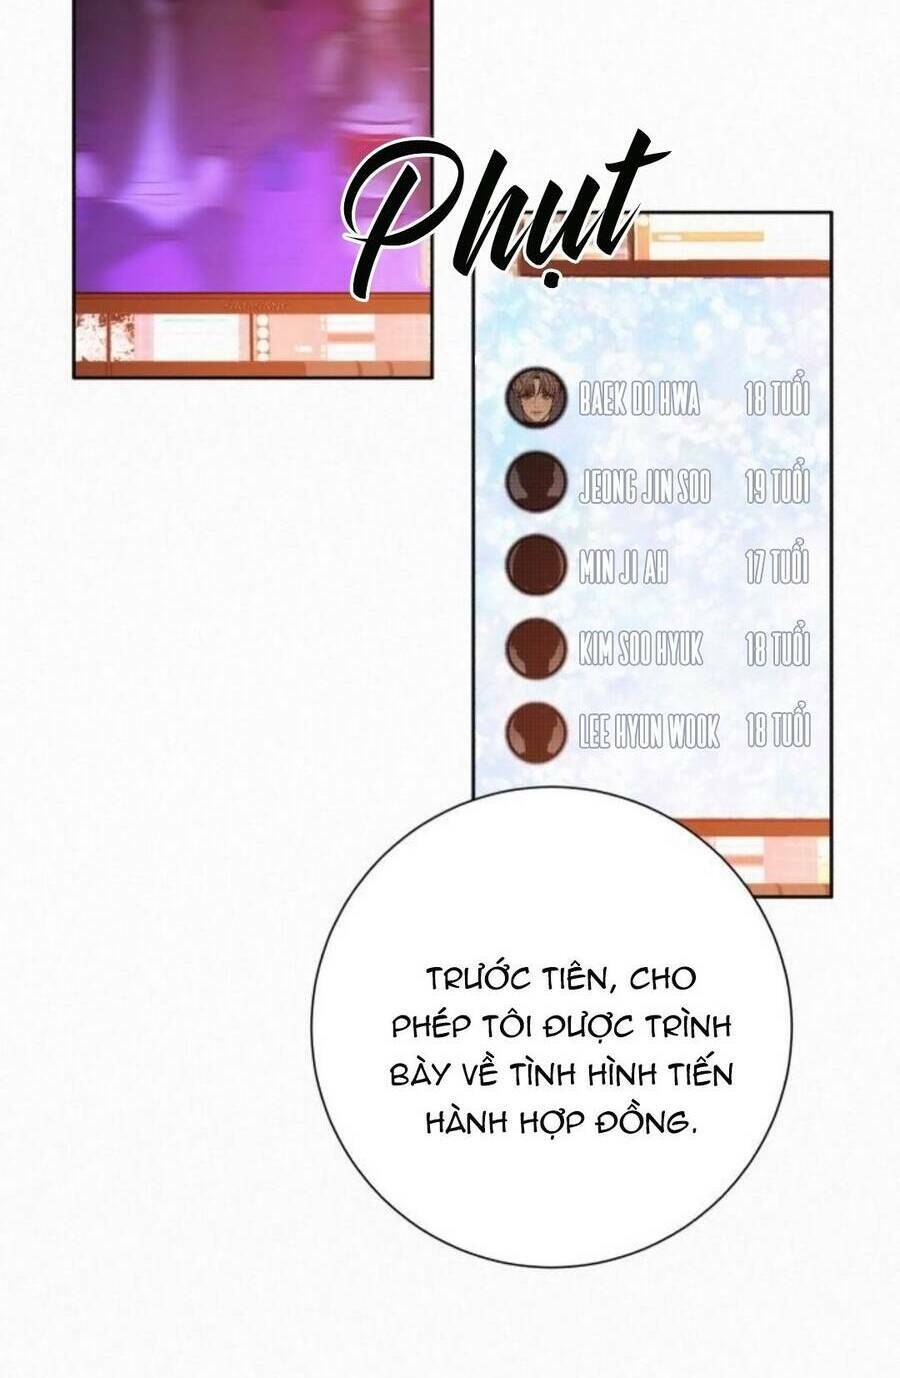 Phụt
BAEK DO HWA 18 TUỔI
JEONG JIN SOO 19 TUỔI
MIN JI AH 17 TUỔI
KIM SOO HYUK 18 TUỔI
LEE HYUN WOOK 18 TUỔI
TRƯỚC TIÊN, CHO
PHÉP TÔI ĐƯỢC TRÌNH
BÀY VỀ TÌNH HÌNH TIẾN
HÀNH HỢP ĐỒNG.